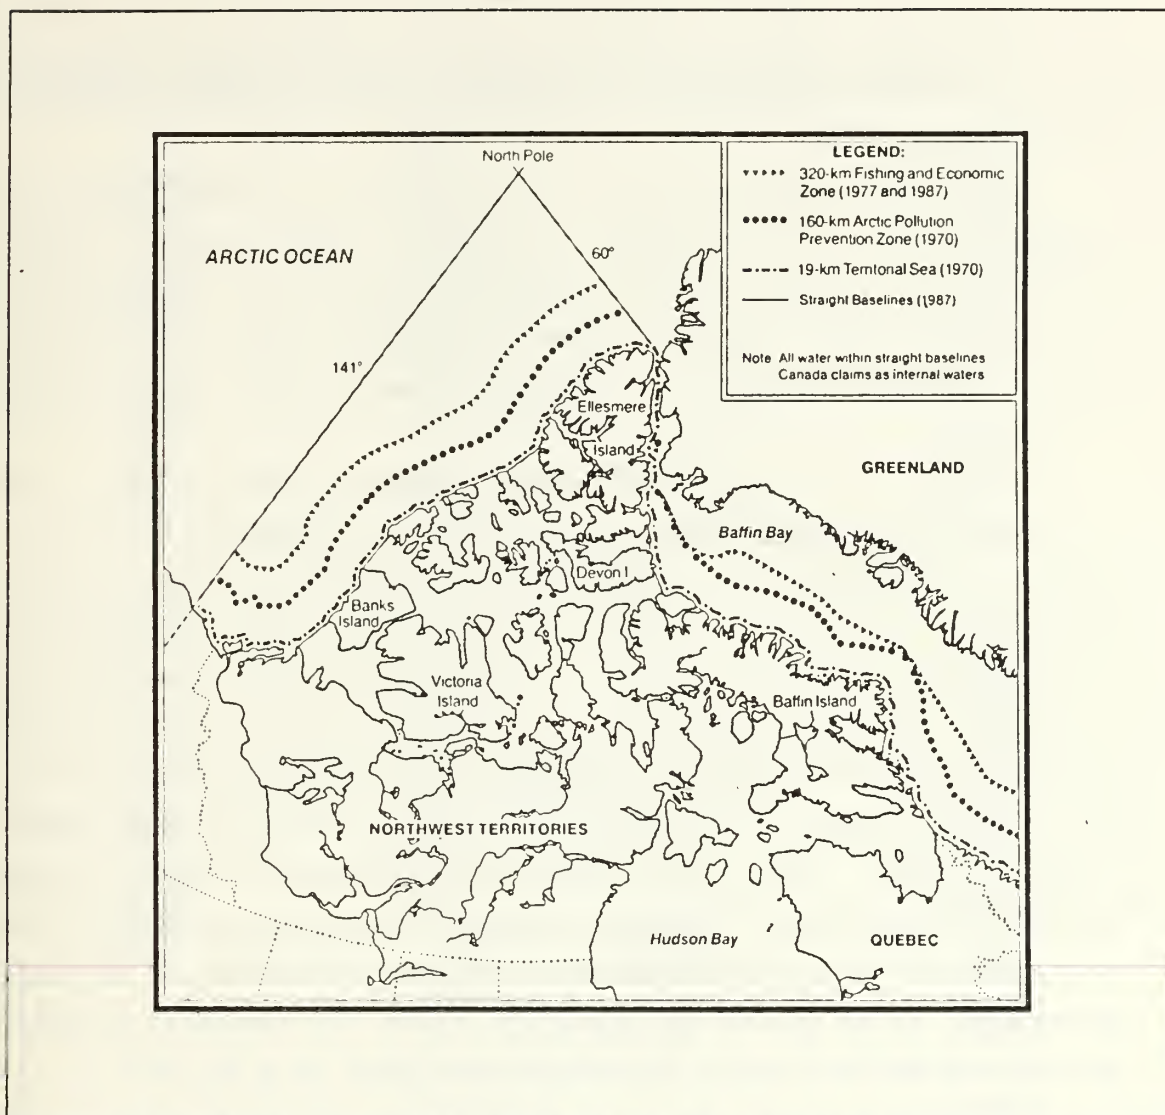 North Pole
LEGEND:
320-km Fishing and Economic
Zone (1977 and 1987)
160-km Arctic Pollution
Prevention Zone (1970)
19-km Territorial Sea (1970)
Straight Baselines (1987)
Note All water within straight baselines
Canada claims as internal waters
ARCTIC OCEAN
60°
141°
Ellesmere
Island
GREENLAND
Baffin Bay
Devon I
Banks
Island
Victoria
Island
Baffin Island
NORTHWEST TERRITORIES
Hudson Bay
QUEBEC